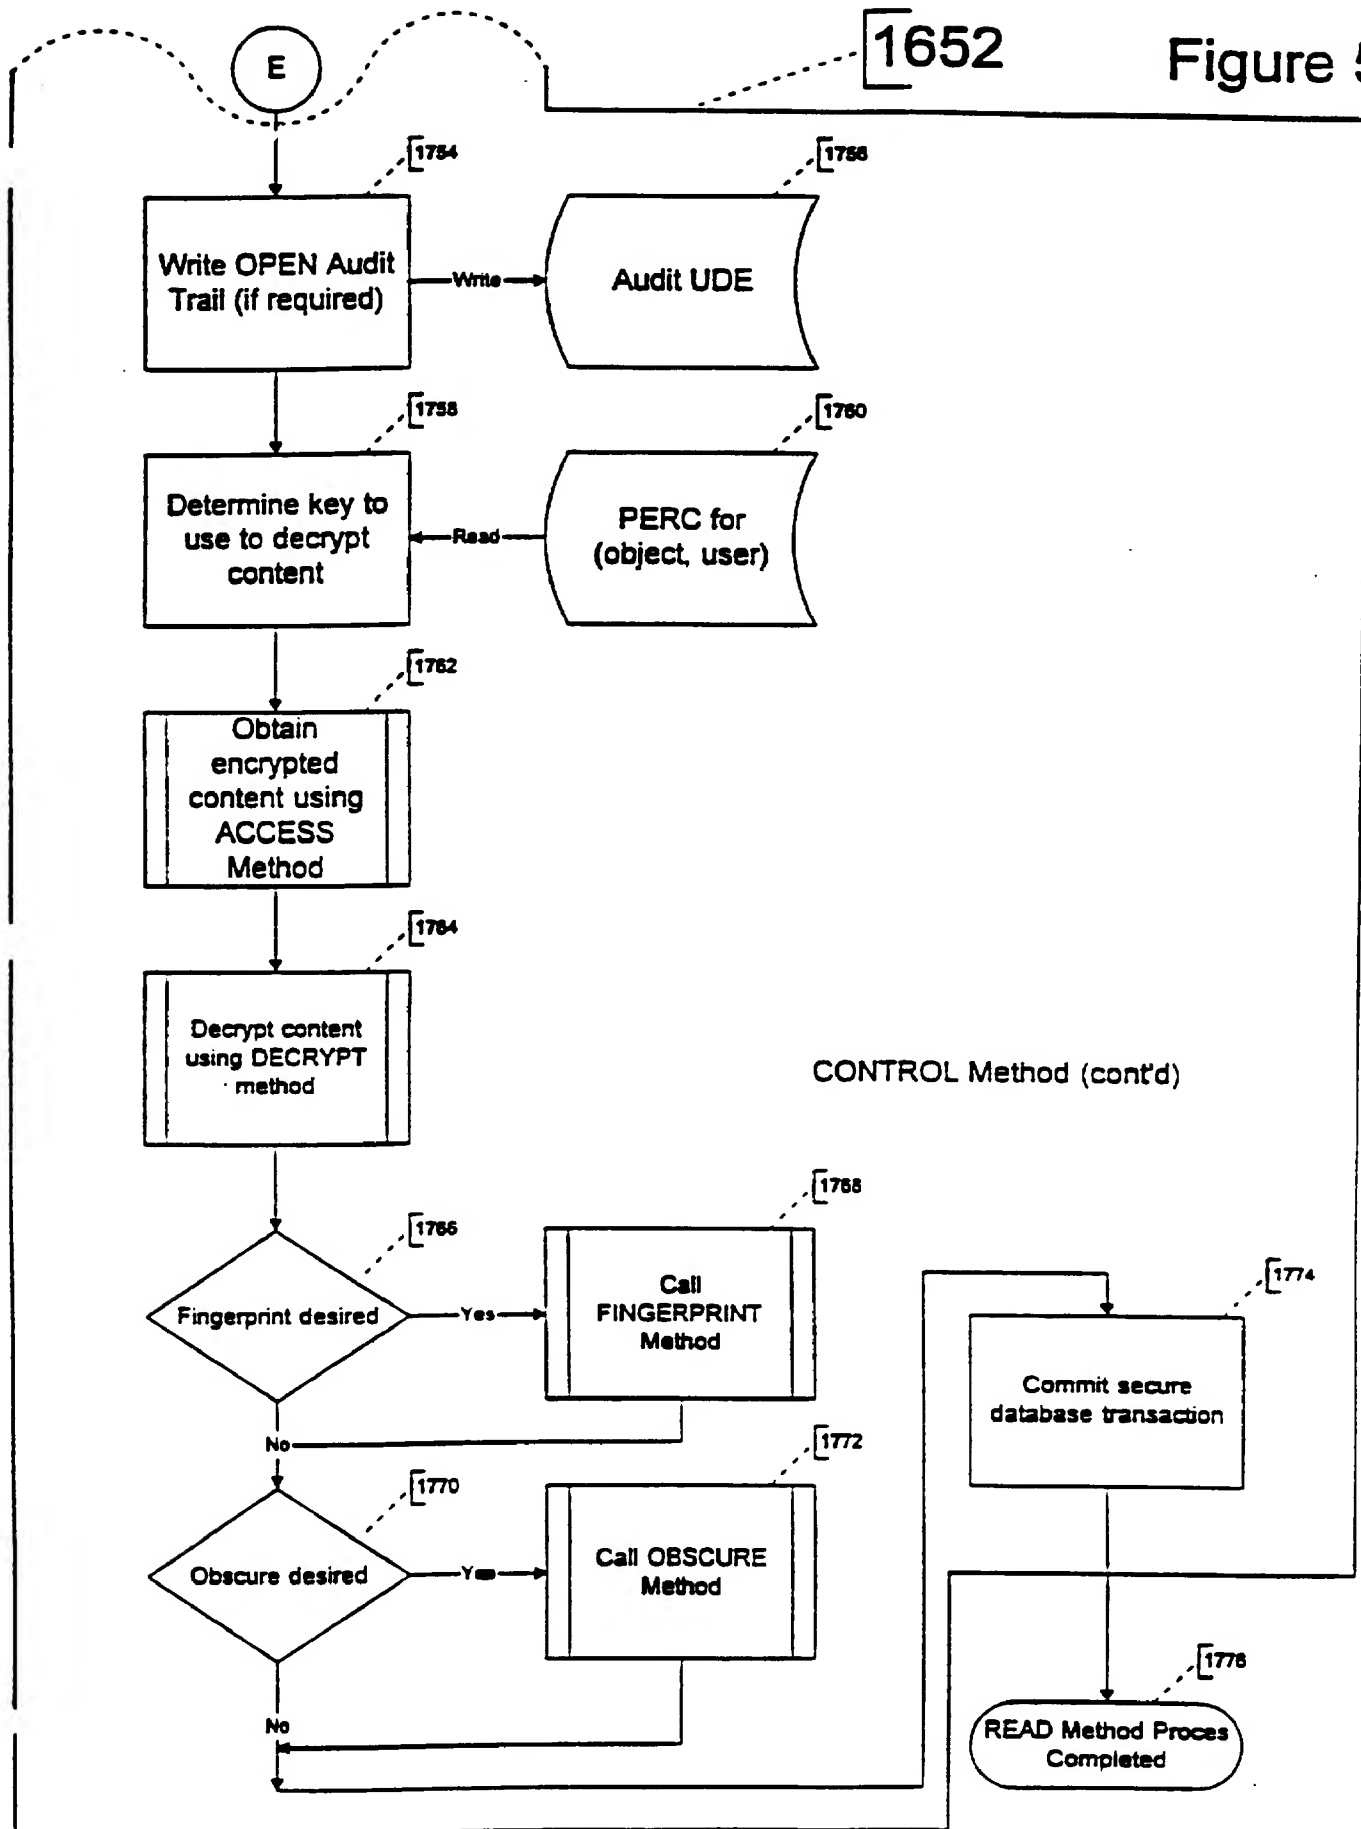 1652
Figure 5
E
1754
1756
Write OPEN Audit
Trail (if required)
Write
Audit UDE
1758
1760
Determine key to
use to decrypt
content
Read
PERC for
(object, user)
1762
Obtain
encrypted
content using
ACCESS
Method
1764
Decrypt content
using DECRYPT
method
CONTROL Method (cont'd)
1766
1768
Fingerprint desired
Yes
Call
FINGERPRINT
Method
1774
Commit secure
database transaction
No
1770
1772
Obscure desired
Yes
Call OBSCURE
Method
1776
No
READ Method Proces
Completed